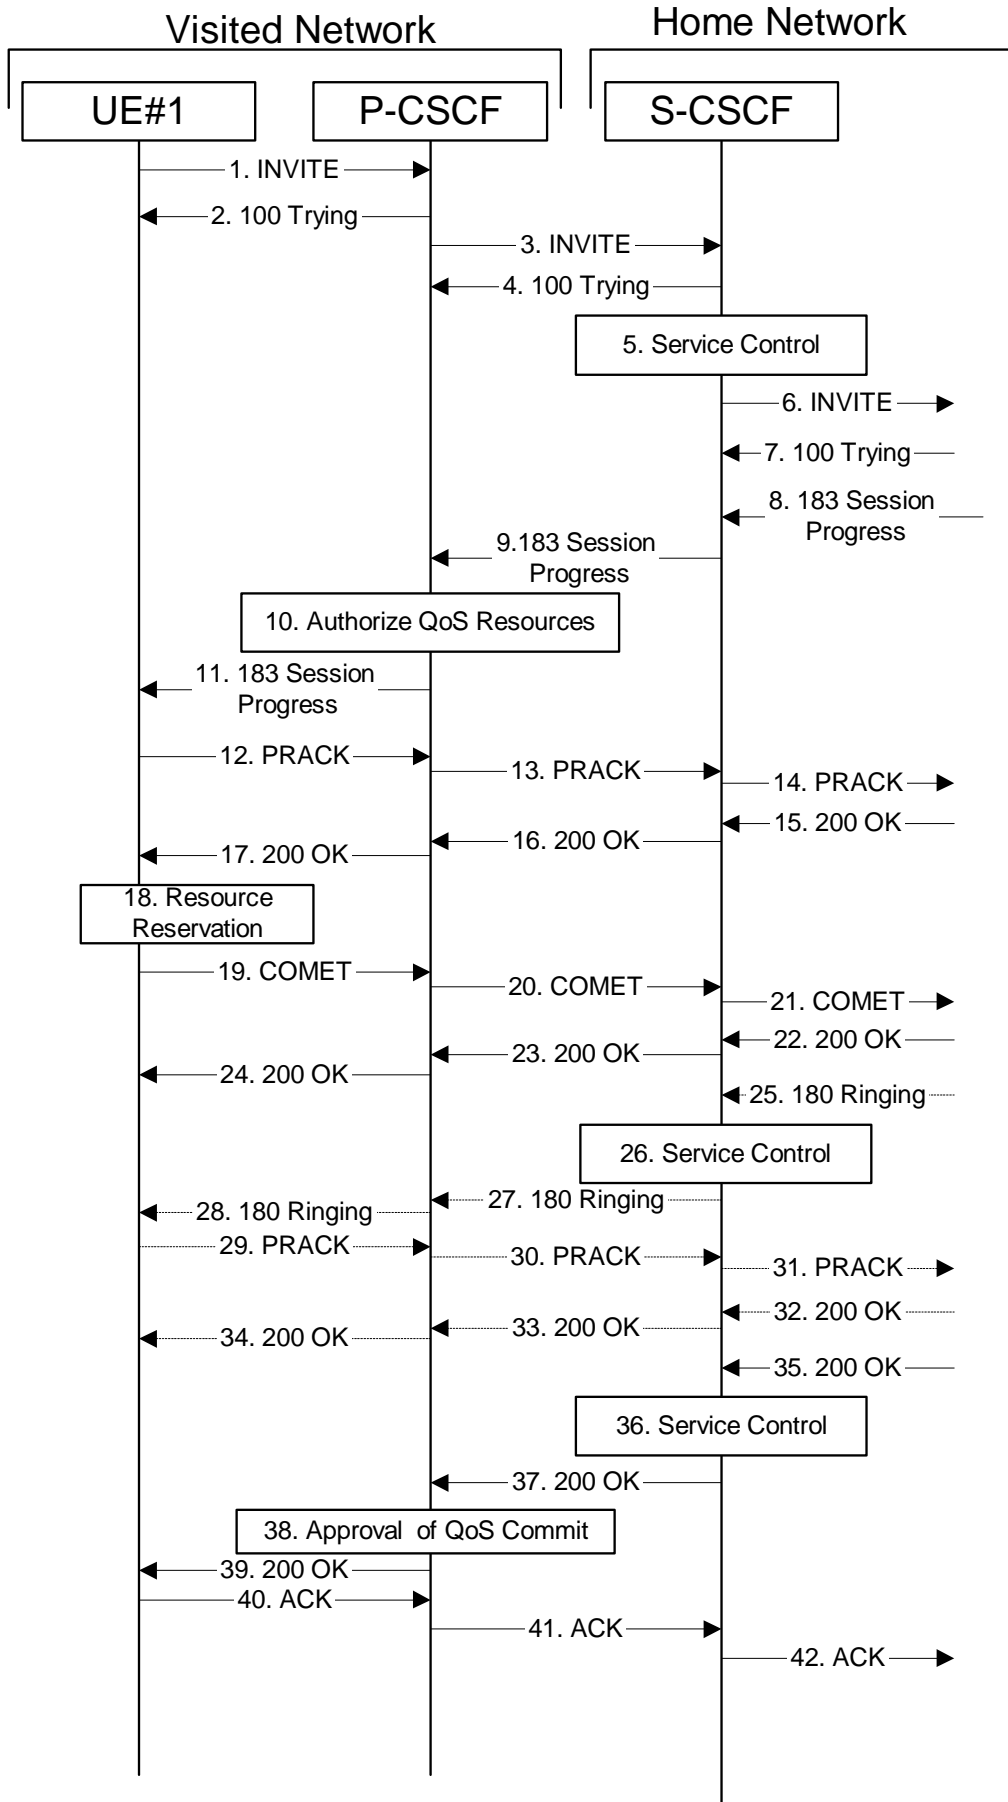 Visited Network
Home Network
UE#1
P-CSCF
S-CSCF
1. INVITE
2. 100 Trying
3. INVITE
4. 100 Trying
5. Service Control
6. INVITE
7. 100 Trying
8. 183 Session
Progress
9.183 Session
Progress
10. Authorize QoS Resources
11. 183 Session
Progress
12. PRACK
13. PRACK
14. PRACK
15. 200 OK
16. 200 OK
17. 200 OK
18. Resource
Reservation
19. COMET
20. COMET
21. COMET
22. 200 OK
23. 200 OK
24. 200 OK
25. 180 Ringing
26. Service Control
27. 180 Ringing
28. 180 Ringing
29. PRACK
30. PRACK
31. PRACK
32. 200 OK
33. 200 OK
34. 200 OK
35. 200 OK
36. Service Control
37. 200 OK
38. Approval of QoS Commit
39. 200 OK
40. ACK
41. ACK
42. ACK